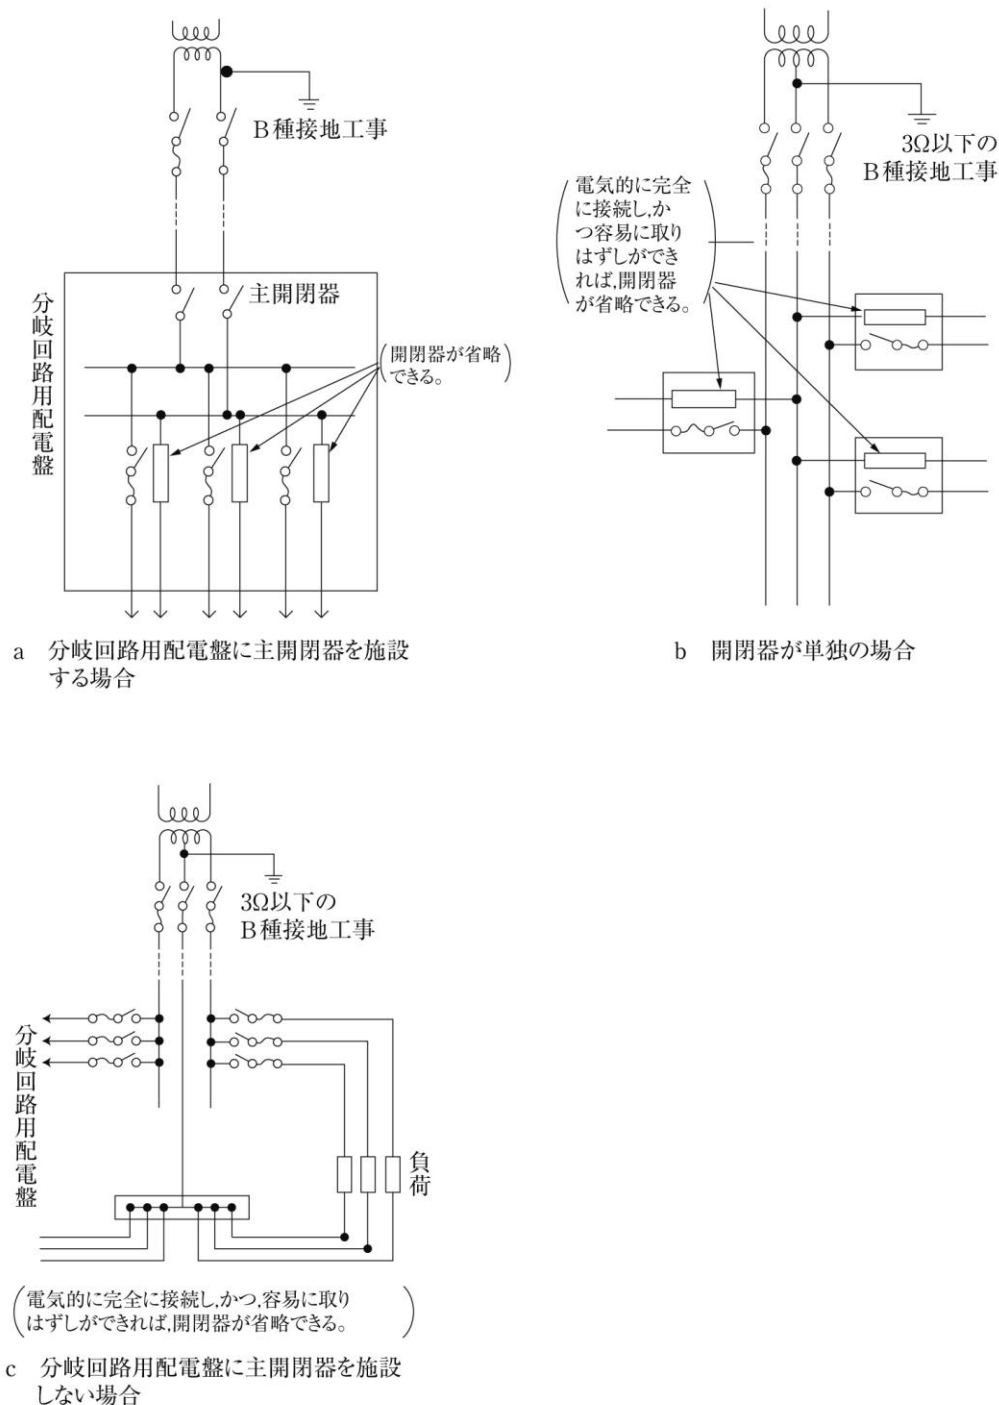 B種接地工事
主開閉器
分岐回路用配電盤
(開閉器が省略
できる。)
a 分岐回路用配電盤に主開閉器を施設
する場合
3Ω以下の
B種接地工事
(電気的に完全
に接続し,か
つ容易に取り
はずしができ
れば,開閉器
が省略できる。)
b 開閉器が単独の場合
3Ω以下の
B種接地工事
分岐回路用配電盤
負荷
(電気的に完全に接続し,かつ,容易に取り
はずしができれば,開閉器が省略できる。)
c 分岐回路用配電盤に主開閉器を施設
しない場合